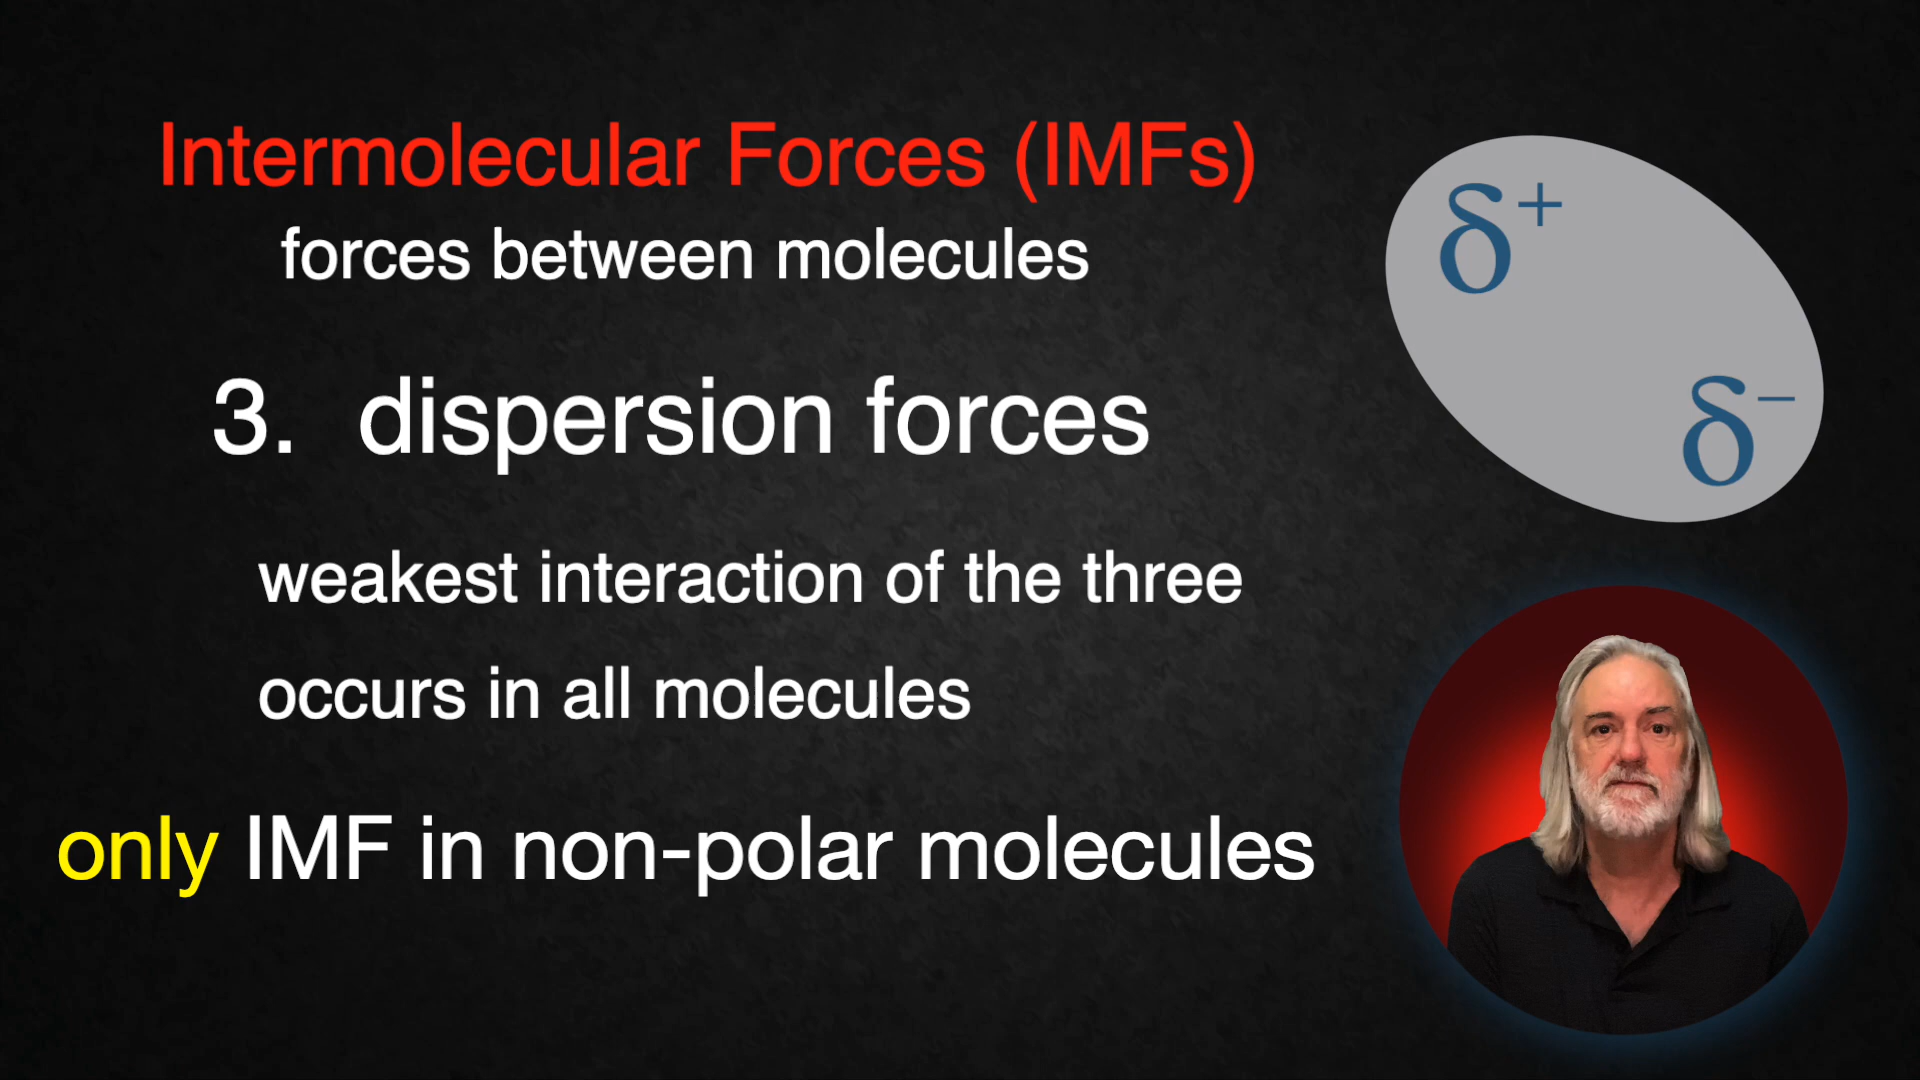 Intermolecular Forces (IMFs)
forces between molecules
δ+
3. dispersion forces
δ−
weakest interaction of the three
occurs in all molecules
only IMF in non-polar molecules